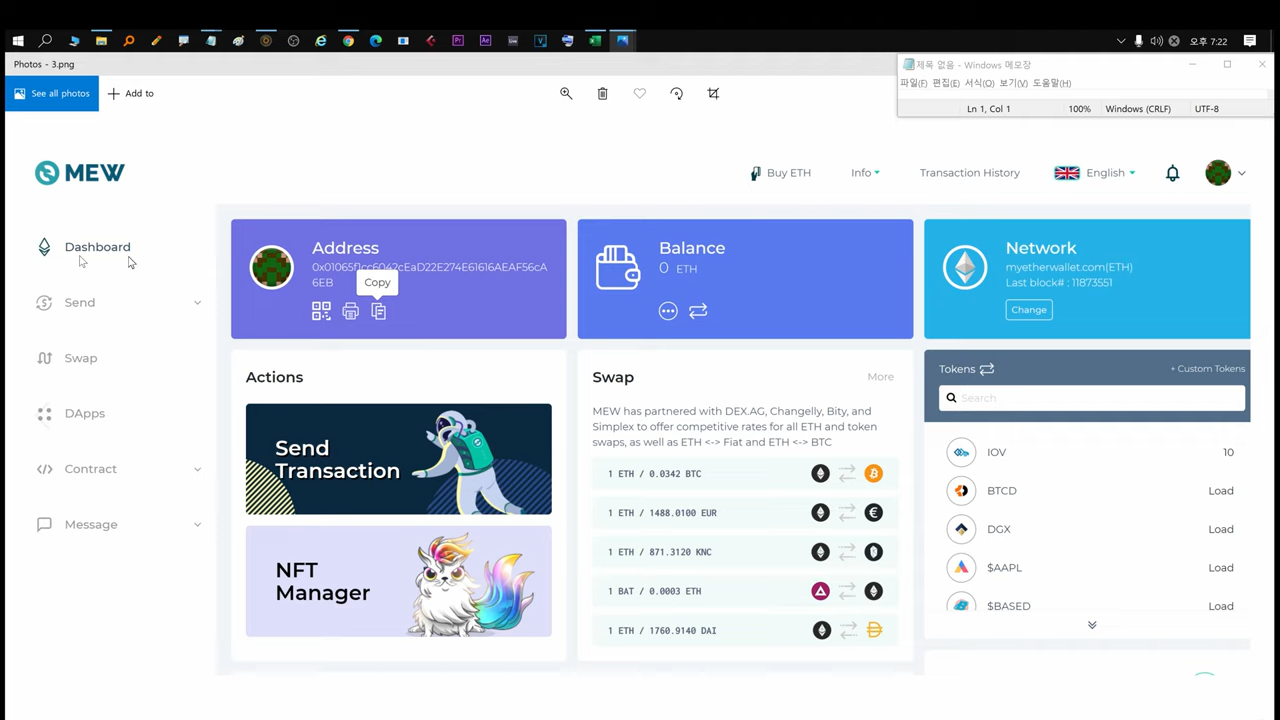 오후 7:22
Photos - 3.png
제목 없음 - Windows 메모장
See all photos
Add to
파일(F) 편집(E) 서식(O) 보기(V) 도움말(H)
Ln 1, Col 1 100% Windows (CRLF) UTF-8
MEW
Buy ETH Info Transaction History English
Dashboard
Send
Swap
DApps
Contract
Message
Address
6EB
Copy
Balance
0 ETH
Network
myetherwallet.com(ETH)
Last block# : 11873551
Change
Actions
Send
Transaction
NFT
Manager
Swap More
MEW has partnered with DEX.AG, Changelly, Bity, and
Simplex to offer competitive rates for all ETH and token
swaps, as well as ETH <-> Fiat and ETH <-> BTC
1 ETH / 0.0342 BTC
1 ETH / 1488.0100 EUR
1 ETH / 871.3120 KNC
1 BAT / 0.0003 ETH
1 ETH / 1760.9140 DAI
Tokens + Custom Tokens
Search
IOV 10
BTCD Load
DGX Load
$AAPL Load
$BASED Load